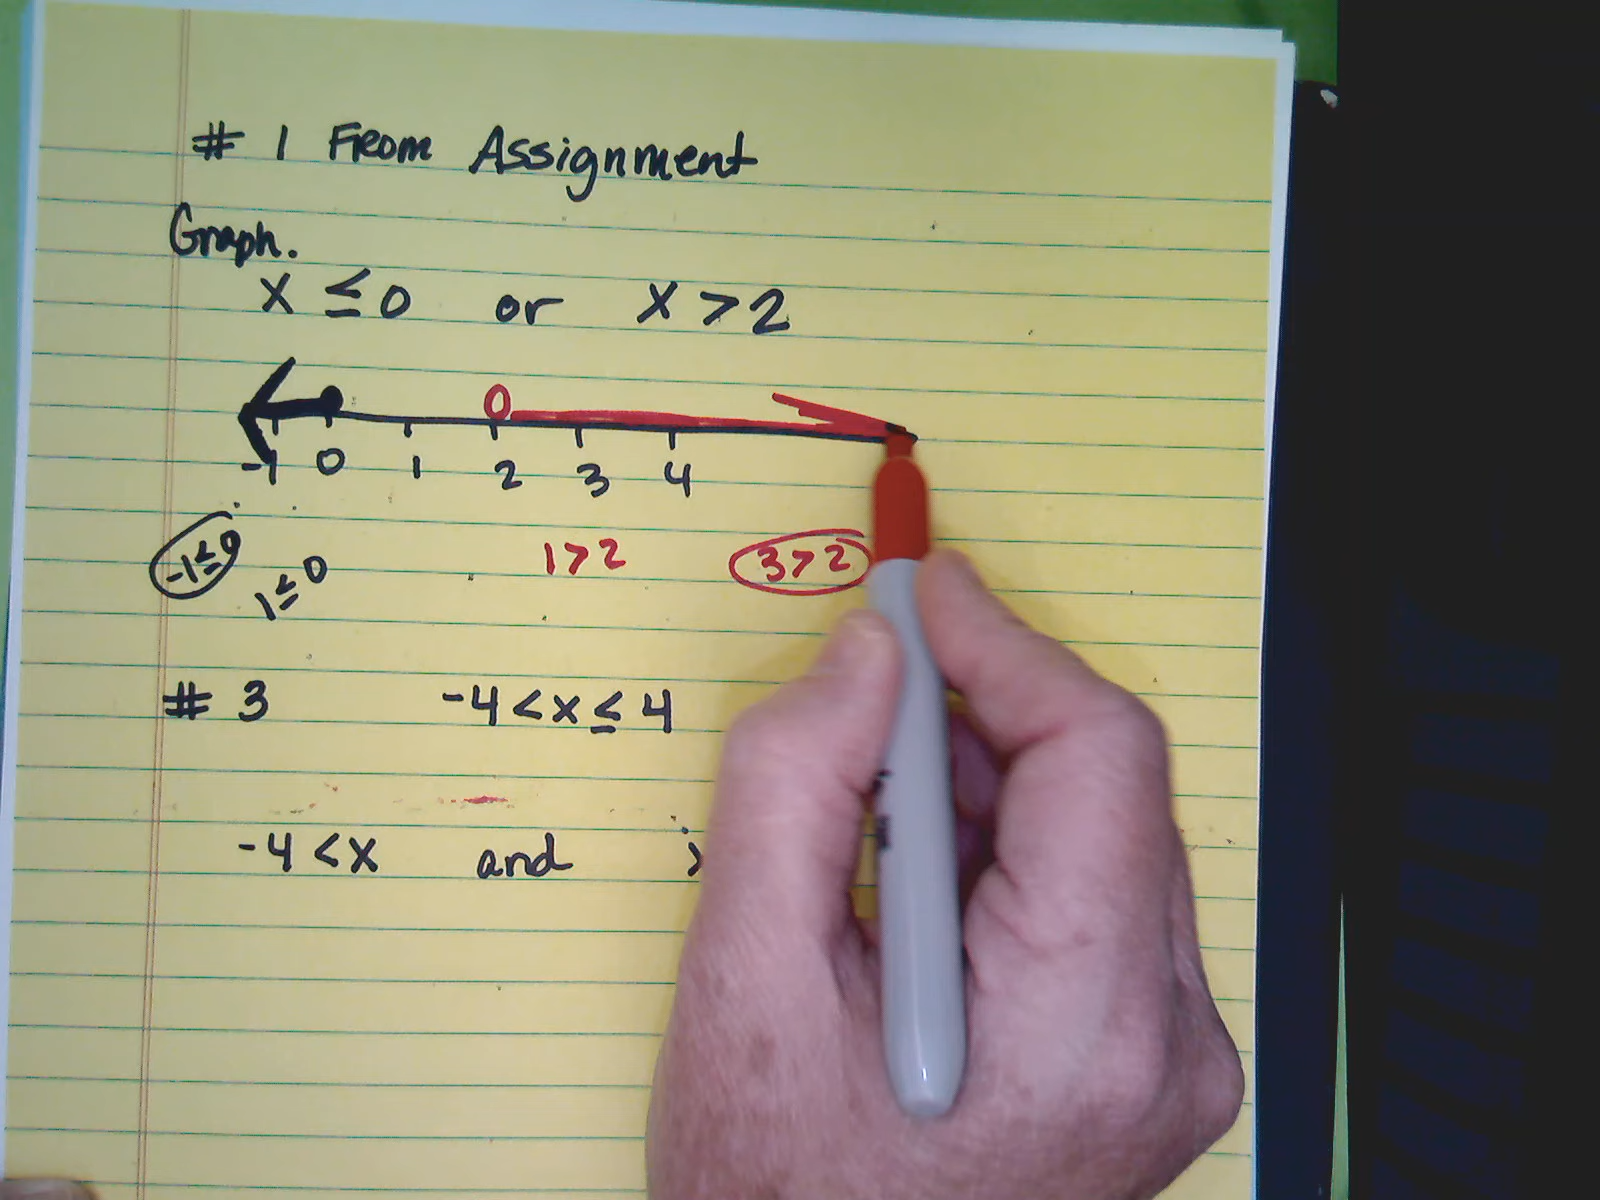 # 1 From Assignment
Graph.
x ≤ 0 or x > 2
-1 0 1 2 3 4
-1 ≤ 0 1 ≤ 0 1 > 2 3 > 2
# 3 -4 < x ≤ 4
-4 < x and